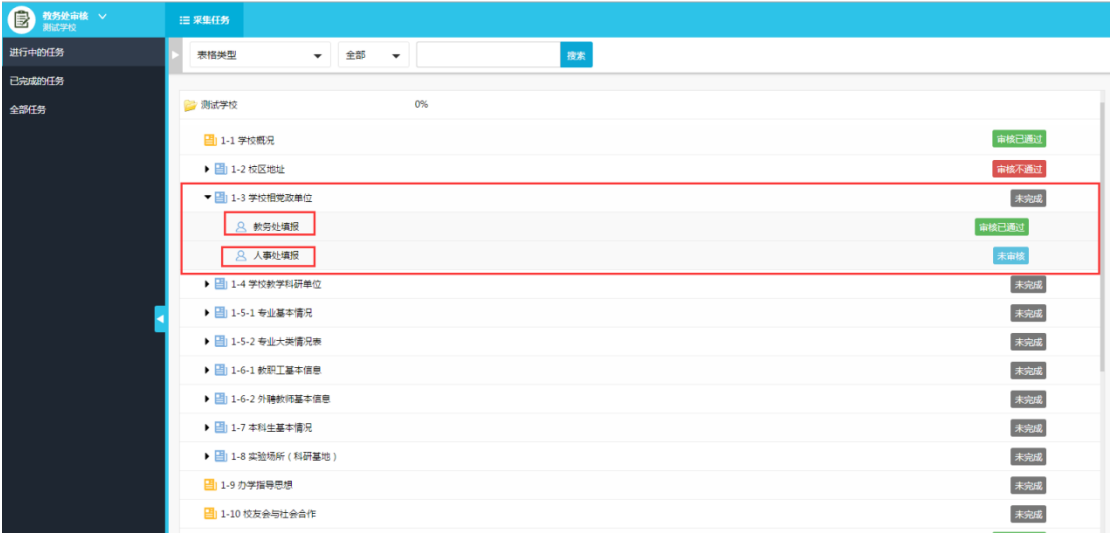 教务处审核
测试学校
采集任务
进行中的任务
已完成的任务
全部任务
表格类型 全部 搜索
测试学校 0%
1-1 学校概况 审核已通过
1-2 校区地址 审核不通过
1-3 学校相党政单位 未完成
教务处填报 审核已通过
人事处填报 未审核
1-4 学校教学科研单位 未完成
1-5-1 专业基本情况 未完成
1-5-2 专业大类情况表 未完成
1-6-1 教职工基本信息 未完成
1-6-2 外聘教师基本信息 未完成
1-7 本科生基本情况 未完成
1-8 实验场所（科研基地） 未完成
1-9 办学指导思想 未完成
1-10 校友会与社会合作 未完成